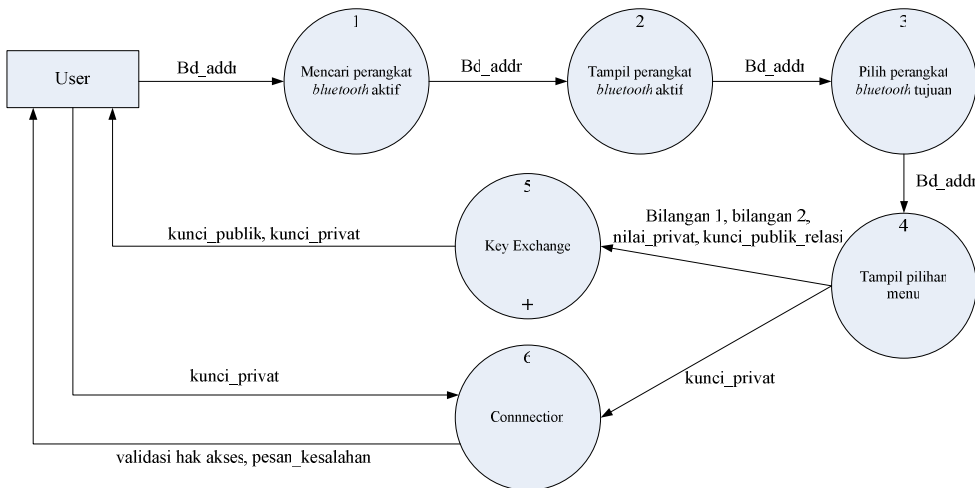 User
Bd_addr
1
Mencari perangkat
bluetooth aktif
Bd_addr
2
Tampil perangkat
bluetooth aktif
Bd_addr
3
Pilih perangkat
bluetooth tujuan
Bd_addr
4
Tampil pilihan
menu
Bilangan 1, bilangan 2,
nilai_privat, kunci_publik_relasi
5
Key Exchange
+
kunci_publik, kunci_privat
kunci_privat
6
Connnection
kunci_privat
validasi hak akses, pesan_kesalahan